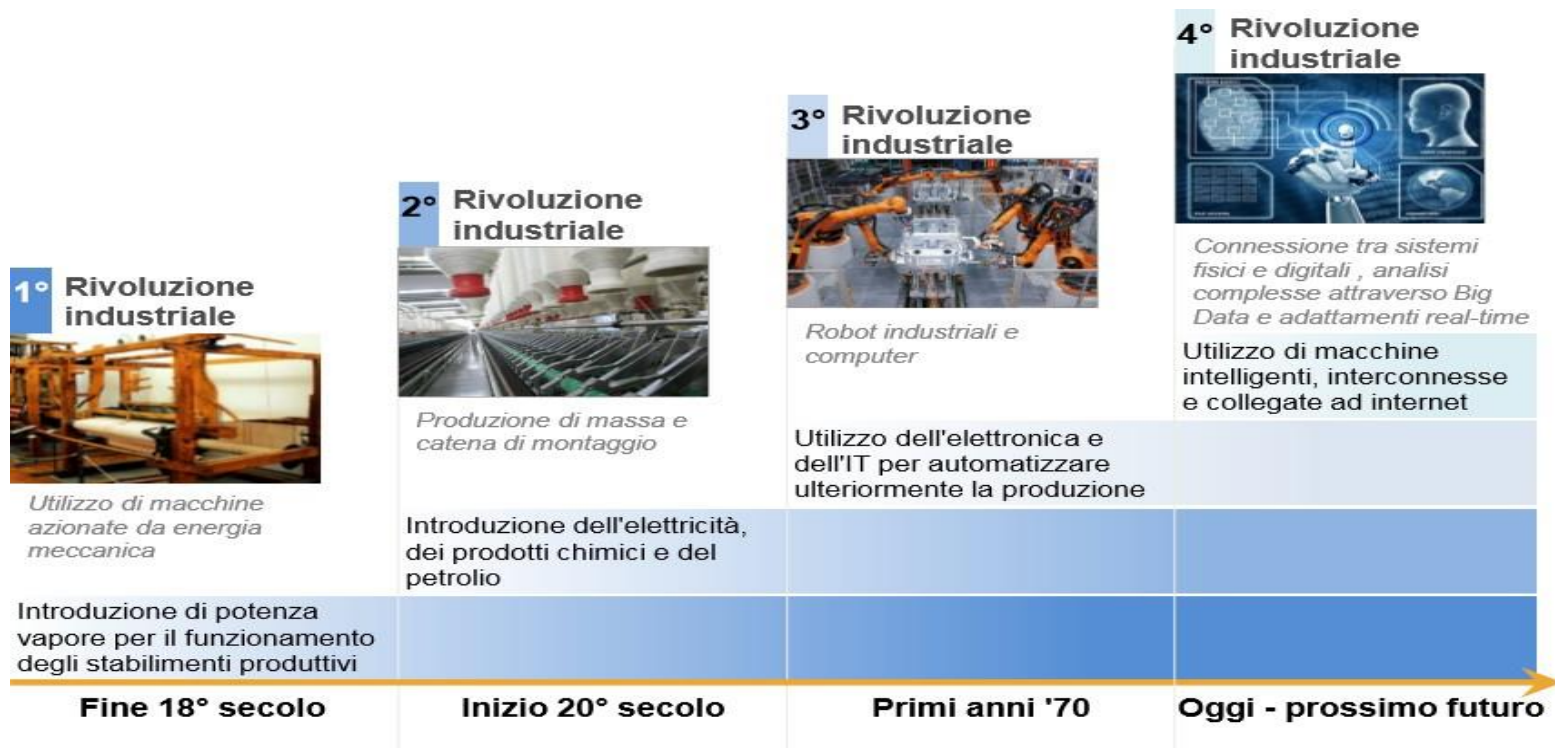 1° Rivoluzione
industriale
Utilizzo di macchine
azionate da energia
meccanica
Introduzione di potenza
vapore per il funzionamento
degli stabilimenti produttivi
Fine 18° secolo
2° Rivoluzione
industriale
Produzione di massa e
catena di montaggio
Introduzione dell'elettricità,
dei prodotti chimici e del
petrolio
Inizio 20° secolo
3° Rivoluzione
industriale
Robot industriali e
computer
Utilizzo dell'elettronica e
dell'IT per automatizzare
ulteriormente la produzione
Primi anni '70
4° Rivoluzione
industriale
Connessione tra sistemi
fisici e digitali , analisi
complesse attraverso Big
Data e adattamenti real-time
Utilizzo di macchine
intelligenti, interconnesse
e collegate ad internet
Oggi - prossimo futuro